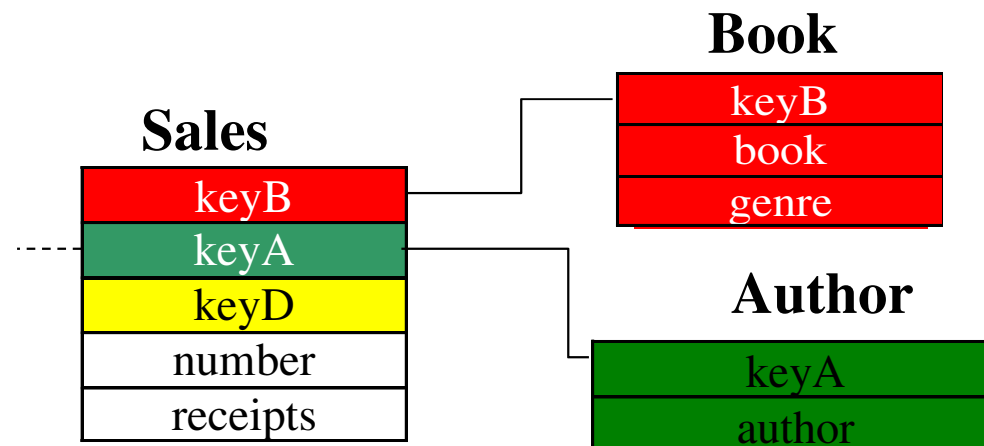 Sales
keyB
keyA
keyD
number
receipts
Book
keyB
book
genre
Author
keyA
author